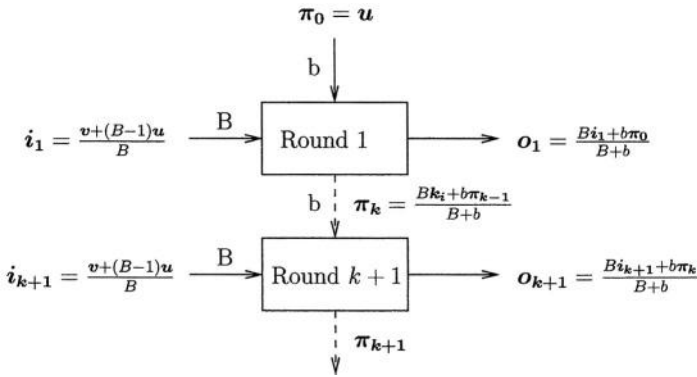 π₀ = u
b
i₁ = (v+(B−1)u)/B
B
Round 1
o₁ = (Bi₁+bπ₀)/(B+b)
b
πₖ = (Bkᵢ+bπₖ₋₁)/(B+b)
iₖ₊₁ = (v+(B−1)u)/B
B
Round k + 1
oₖ₊₁ = (Biₖ₊₁+bπₖ)/(B+b)
πₖ₊₁